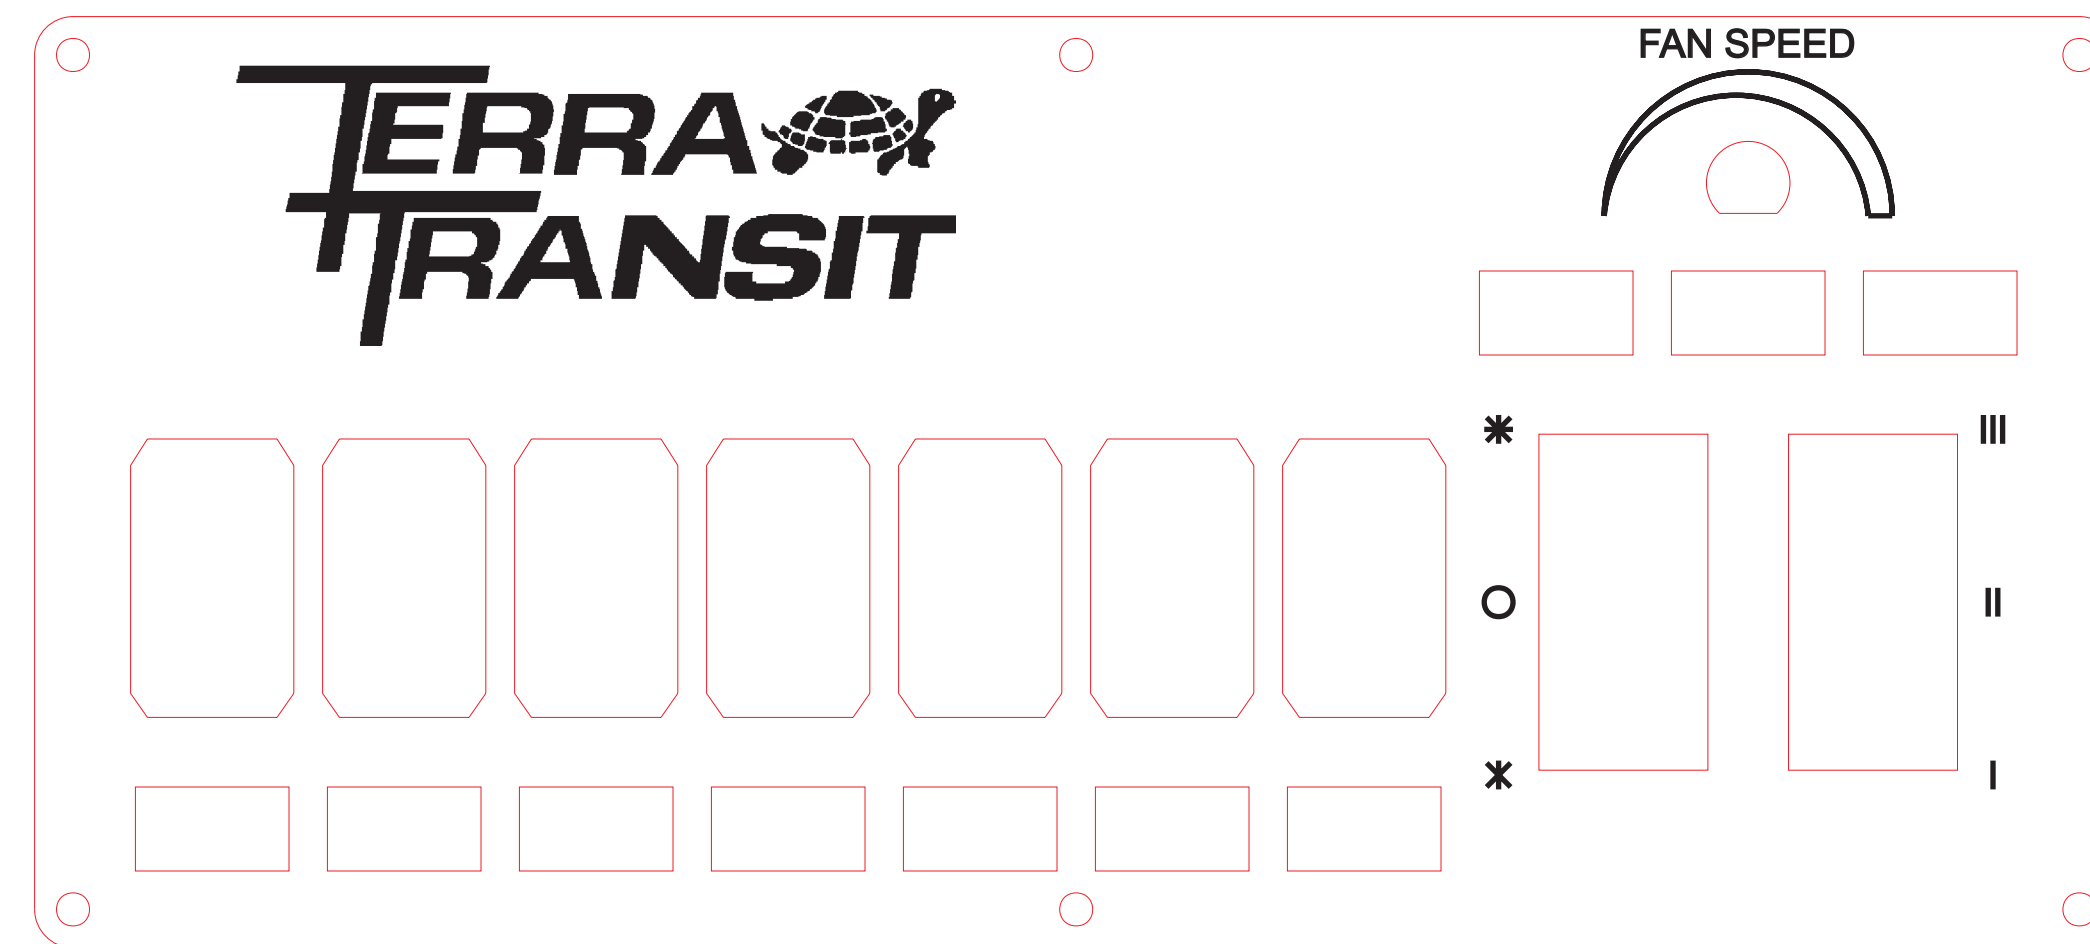 TERRA
TRANSIT
FAN SPEED
III
O
II
I